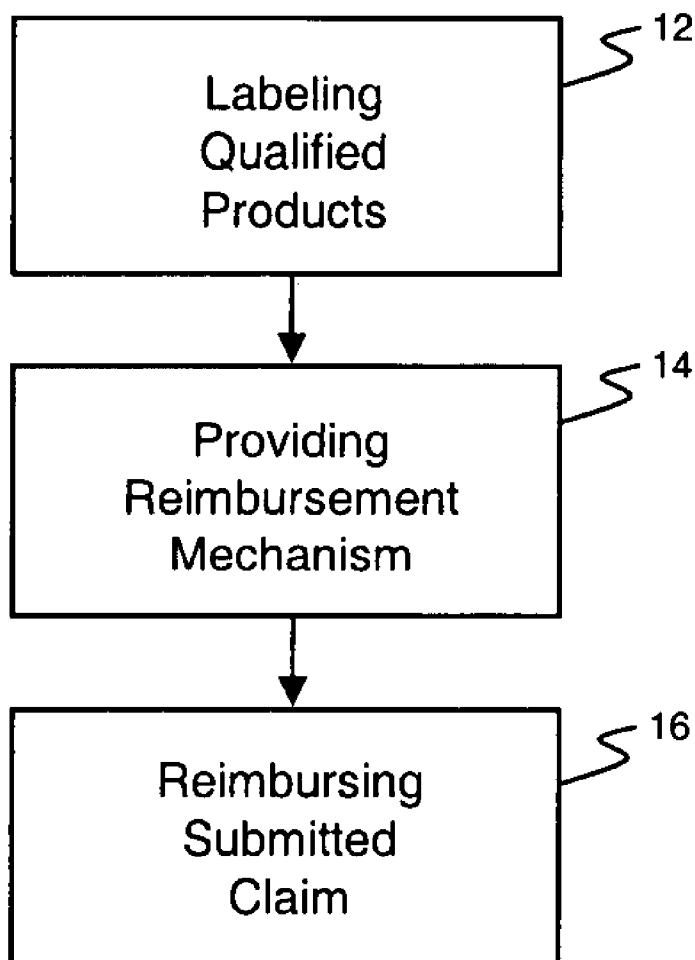 12
Labeling
Qualified
Products
14
Providing
Reimbursement
Mechanism
16
Reimbursing
Submitted
Claim